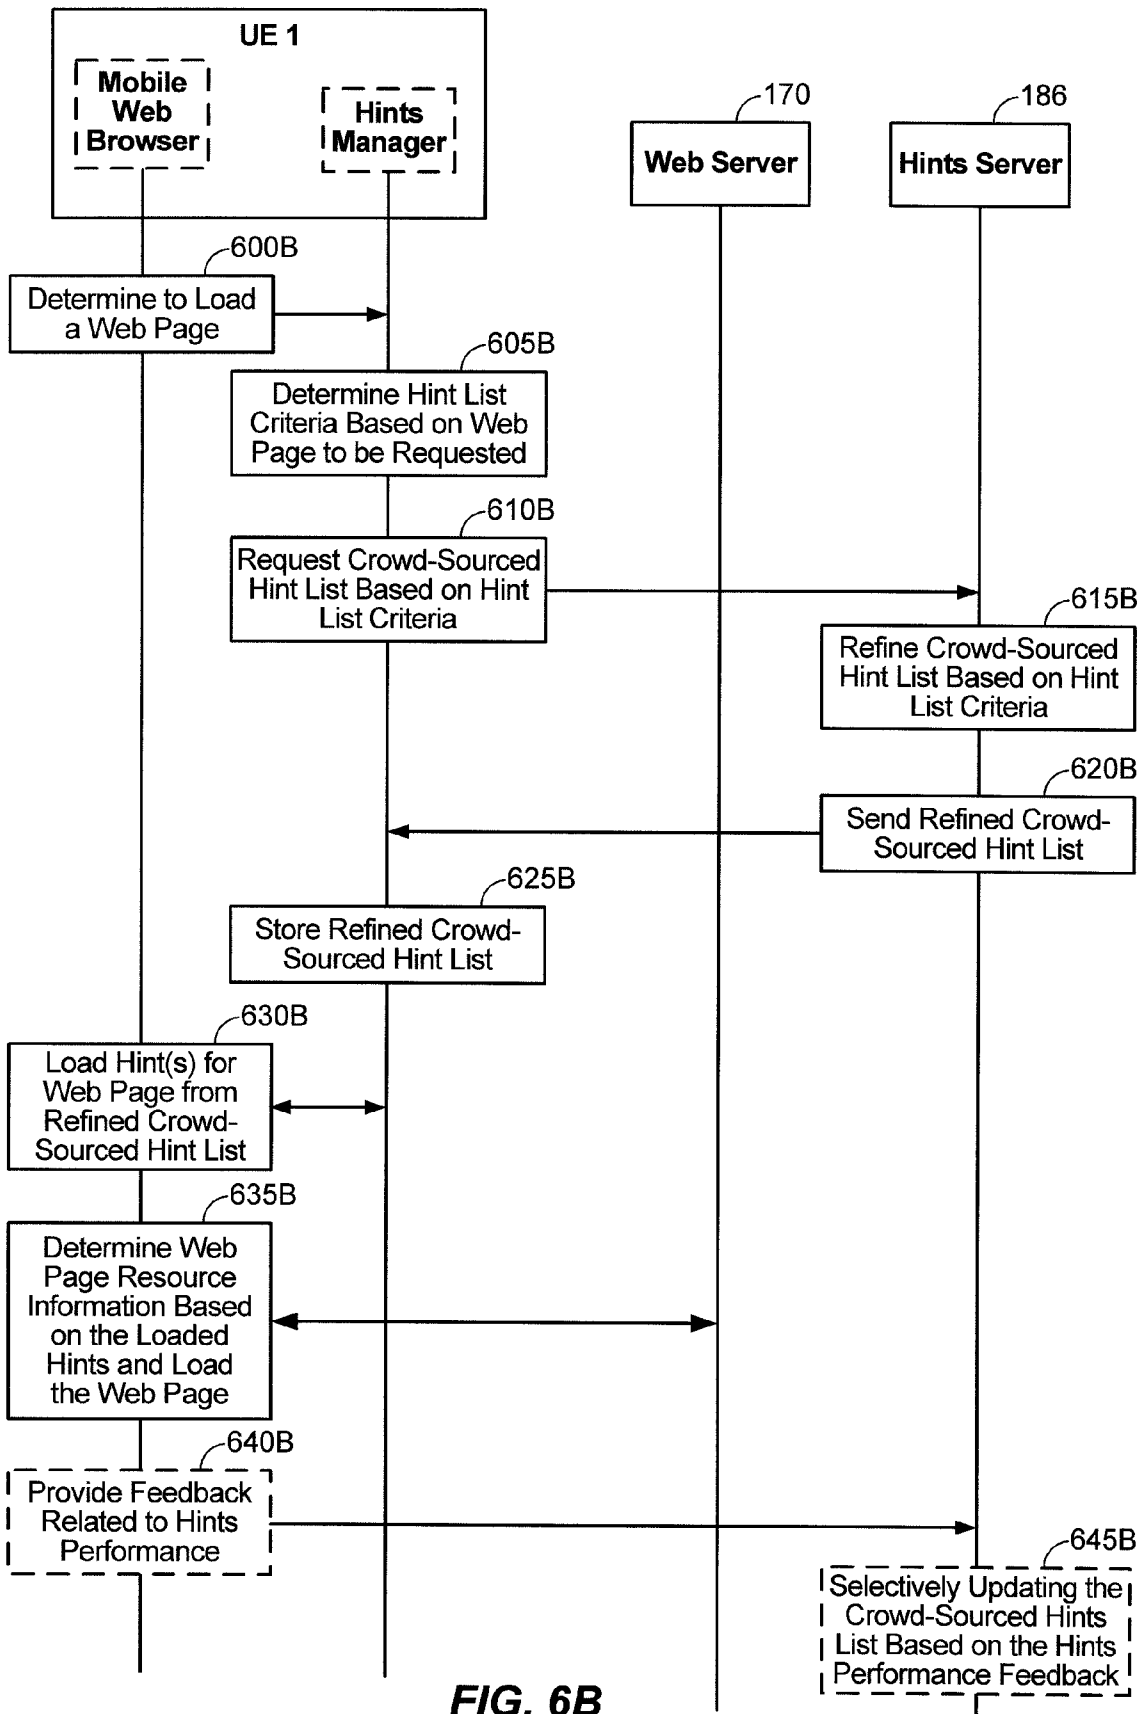 UE 1
Mobile
Web
Browser
Hints
Manager
170
Web Server
186
Hints Server
600B
Determine to Load
a Web Page
605B
Determine Hint List
Criteria Based on Web
Page to be Requested
610B
Request Crowd-Sourced
Hint List Based on Hint
List Criteria
615B
Refine Crowd-Sourced
Hint List Based on Hint
List Criteria
620B
Send Refined Crowd-
Sourced Hint List
625B
Store Refined Crowd-
Sourced Hint List
630B
Load Hint(s) for
Web Page from
Refined Crowd-
Sourced Hint List
635B
Determine Web
Page Resource
Information Based
on the Loaded
Hints and Load
the Web Page
640B
Provide Feedback
Related to Hints
Performance
645B
Selectively Updating the
Crowd-Sourced Hints
List Based on the Hints
Performance Feedback
FIG. 6B